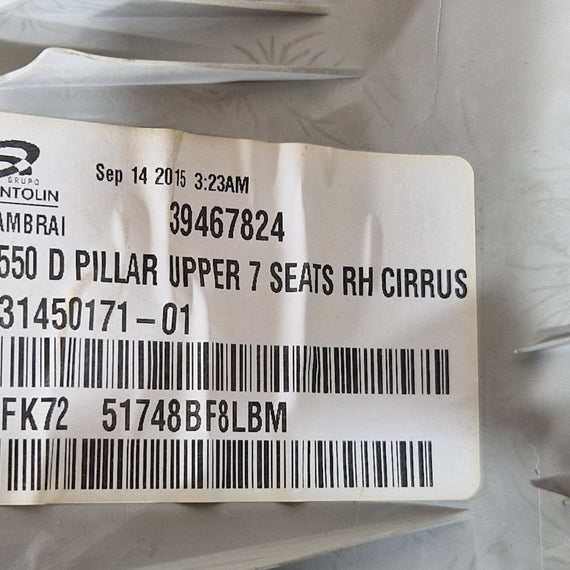 GRUPO
NTOLIN
Sep 14 2015 3:23AM
AMBRAI
39467824
550 D PILLAR UPPER 7 SEATS RH CIRRUS
31450171-01
FK72 51748BF8LBM